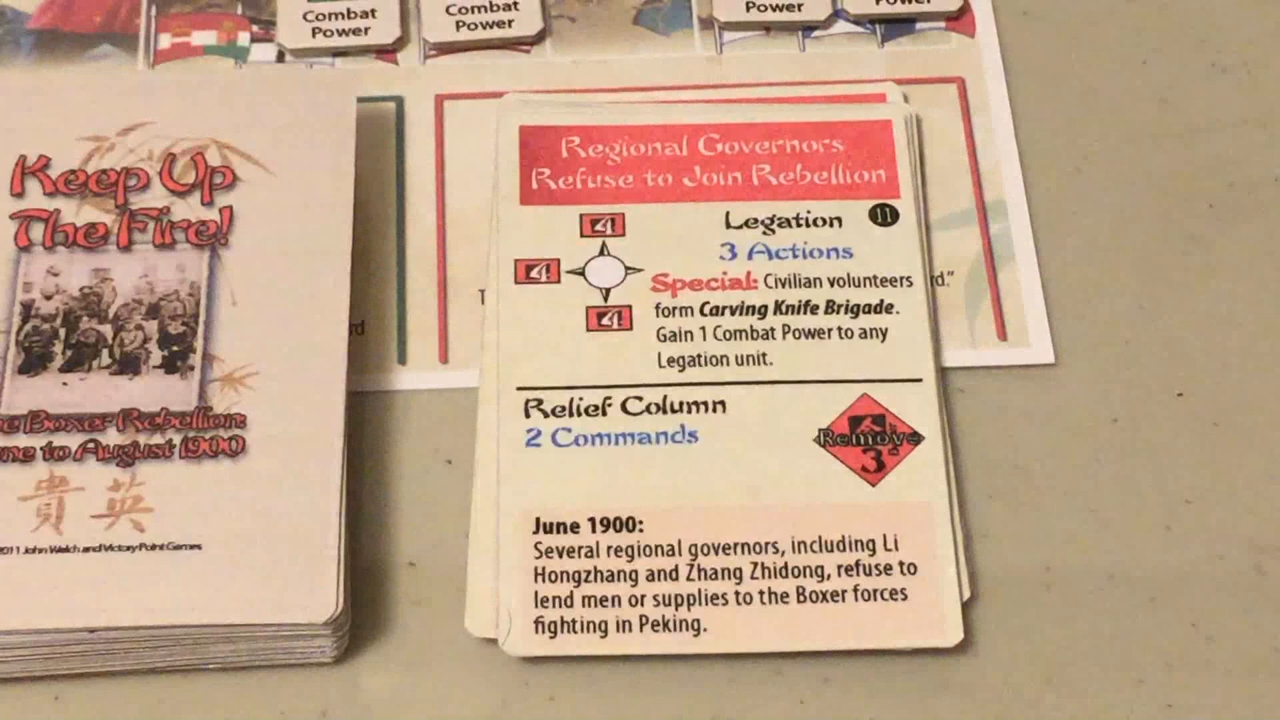 Combat
Power
Combat
Power
Power
Power
Keep Up
The Fire!
e Boxer Rebellion:
ne to August 1900
貴 英
2011 John Welch and Victory Point Games
rd
T
rd."
Regional Governors
Refuse to Join Rebellion
4
4
4
Legation 11
3 Actions
Special: Civilian volunteers
form Carving Knife Brigade.
Gain 1 Combat Power to any
Legation unit.
Relief Column
2 Commands
Remove
3
June 1900:
Several regional governors, including Li
Hongzhang and Zhang Zhidong, refuse to
lend men or supplies to the Boxer forces
fighting in Peking.